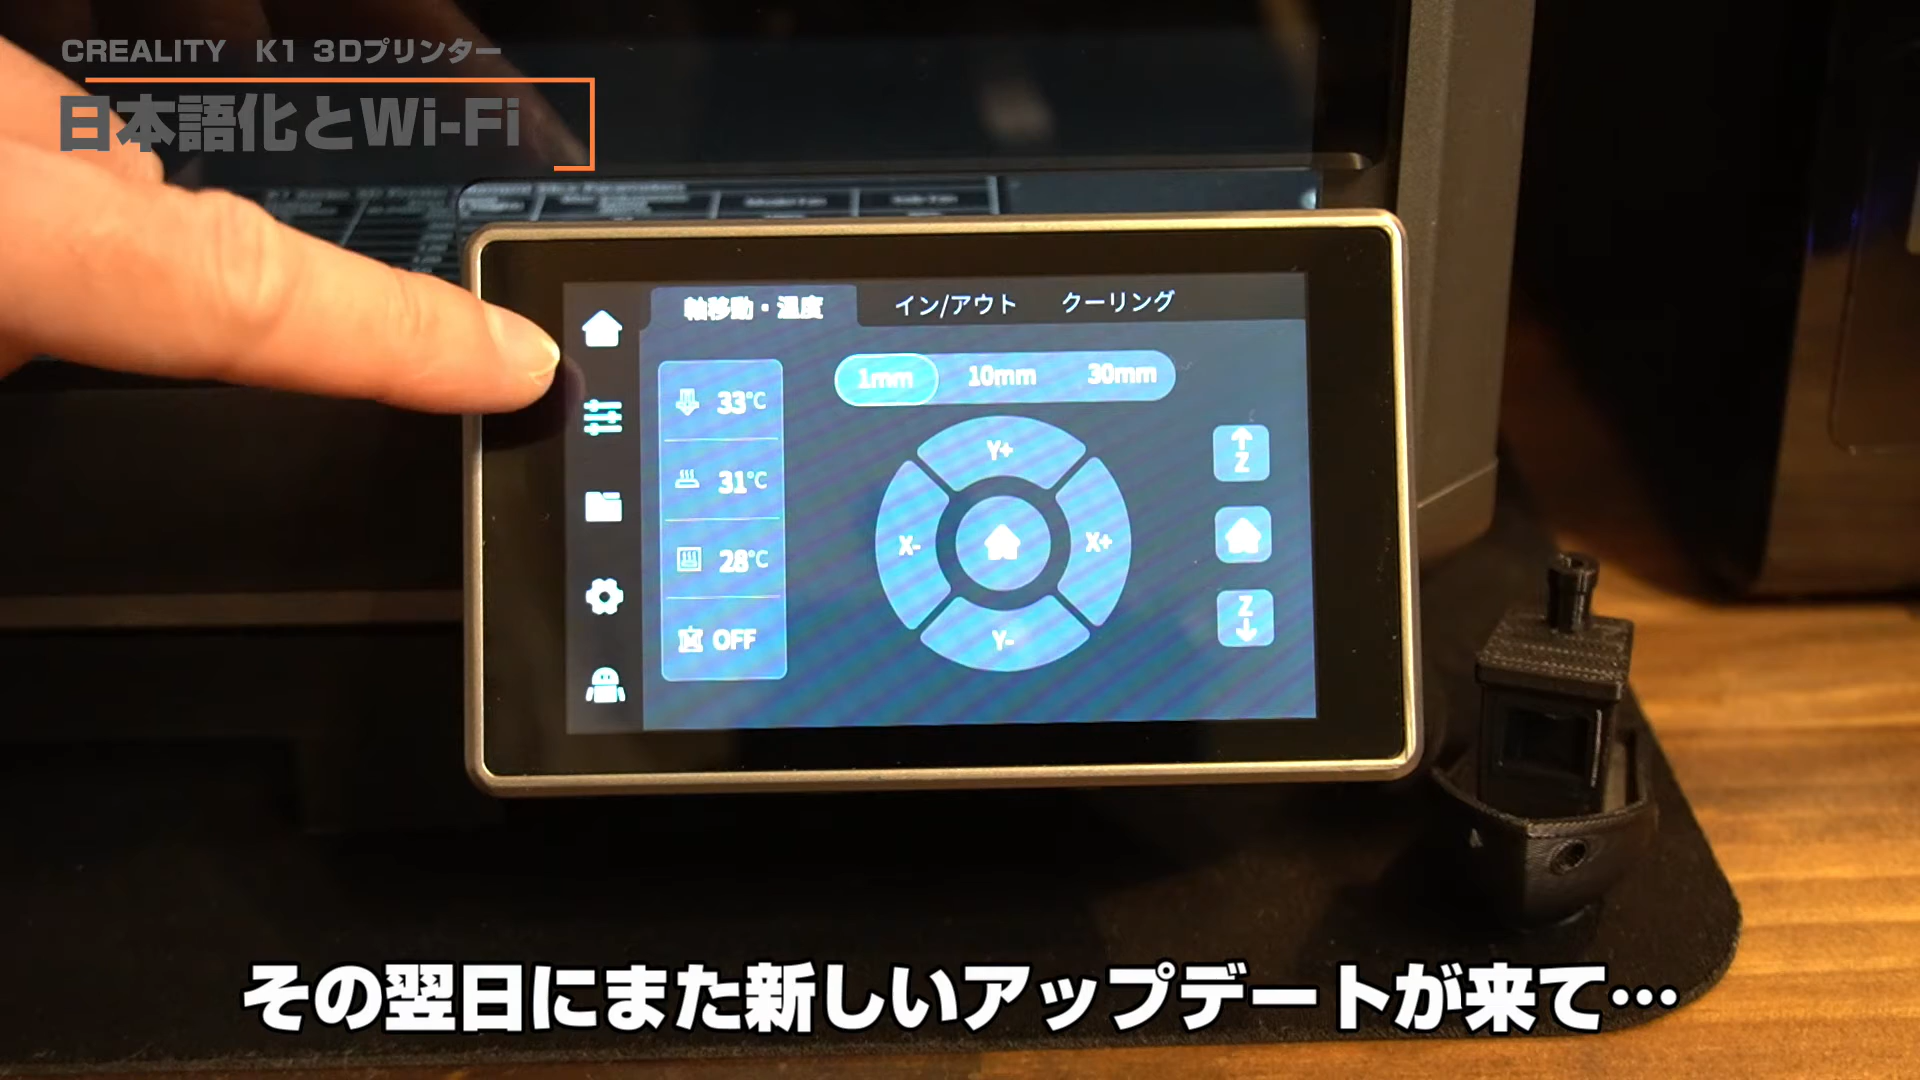 CREALITY K1 3Dプリンター
日本語化とWi-Fi
軸移動・温度 イン/アウト クーリング
1mm 10mm 30mm
33°C
31°C
28°C
OFF
Y+
X- X+
Y-
Z
Z
その翌日にまた新しいアップデートが来て…